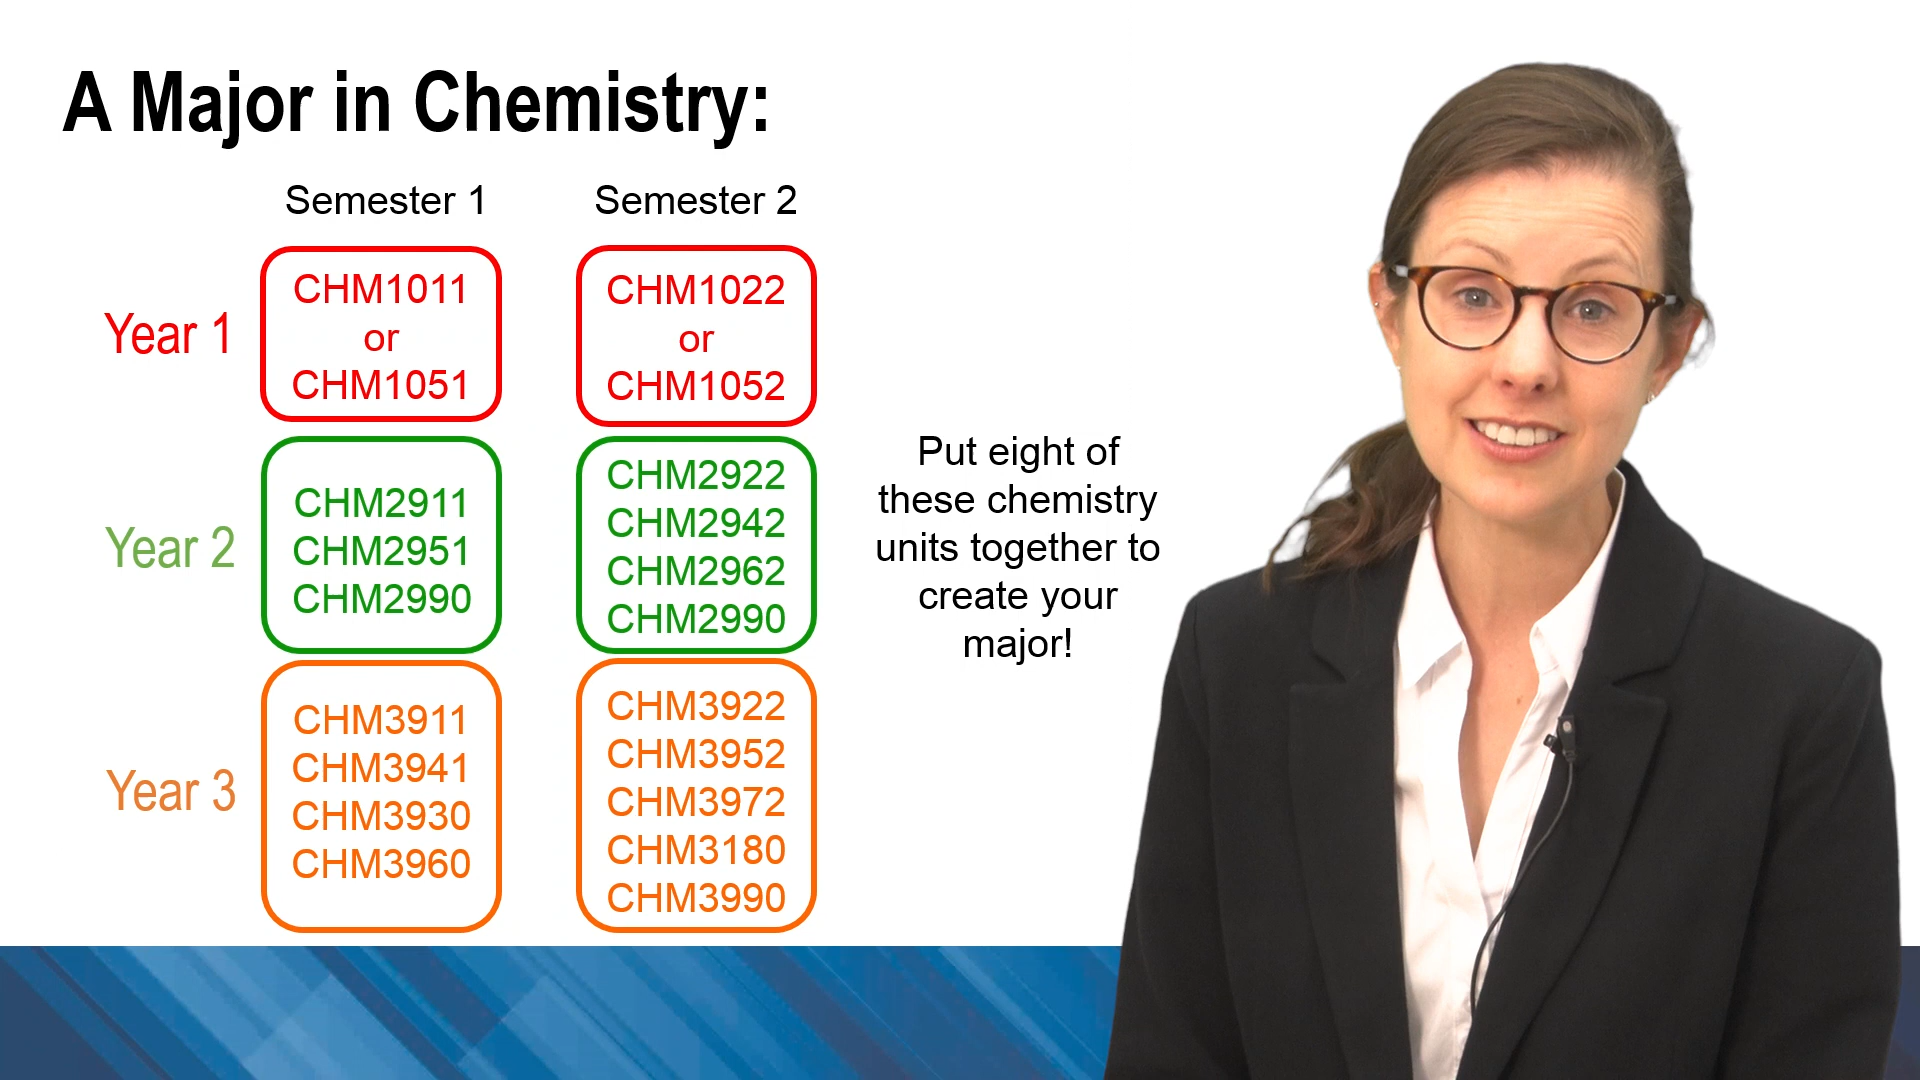 A Major in Chemistry:
Semester 1
Semester 2
Year 1
CHM1011
or
CHM1051
CHM1022
or
CHM1052
Year 2
CHM2911
CHM2951
CHM2990
CHM2922
CHM2942
CHM2962
CHM2990
Year 3
CHM3911
CHM3941
CHM3930
CHM3960
CHM3922
CHM3952
CHM3972
CHM3180
CHM3990
Put eight of
these chemistry
units together to
create your
major!